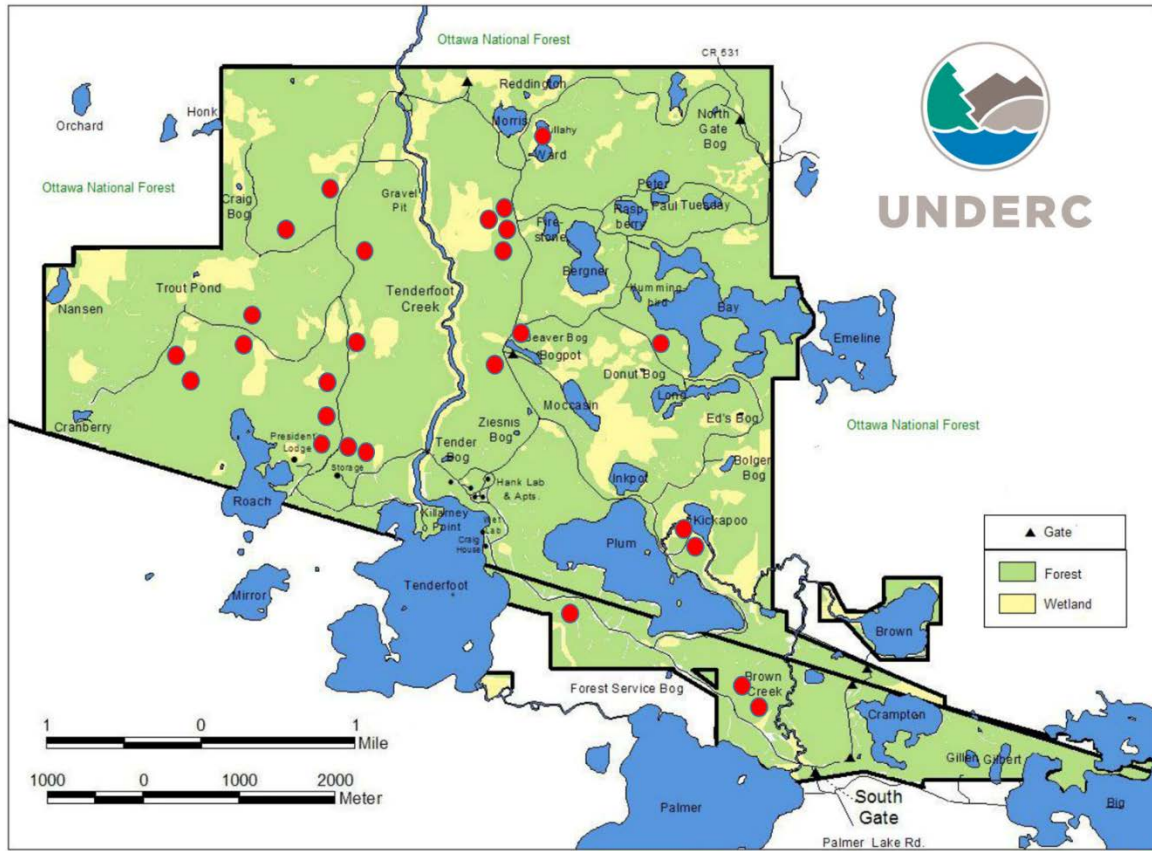 Ottawa National Forest
CR 531
UNDERC
Orchard
Honk
Reddington
Morris
Ward
North
Gate
Bog
Ottawa National Forest
Craig
Bog
Gravel
Pit
Peter
Paul
Tuesday
Rasp-
berry
Fire-
stone
Bergner
Trout Pond
Nansen
Tenderfoot
Creek
Humming-
bird
Bay
Emeline
Beaver Bog
Bogpot
Donut Bog
Long
Moccasin
Ed's Bog
Ottawa National Forest
Cranberry
Ziesnis
Bog
President
Lodge
Storage
Tender
Bog
Bolger
Bog
Roach
Hank Lab
& Apts.
Inkpot
Killarney
Point
Wet
Lab
Craig
House
Kickapoo
Plum
Mirror
Tenderfoot
Gate
Forest
Wetland
Brown
Forest Service Bog
Brown
Creek
Crampton
Gillen
Gilbert
1 0 1
Mile
1000 0 1000 2000
Meter
Palmer
South
Gate
Big
Palmer Lake Rd.